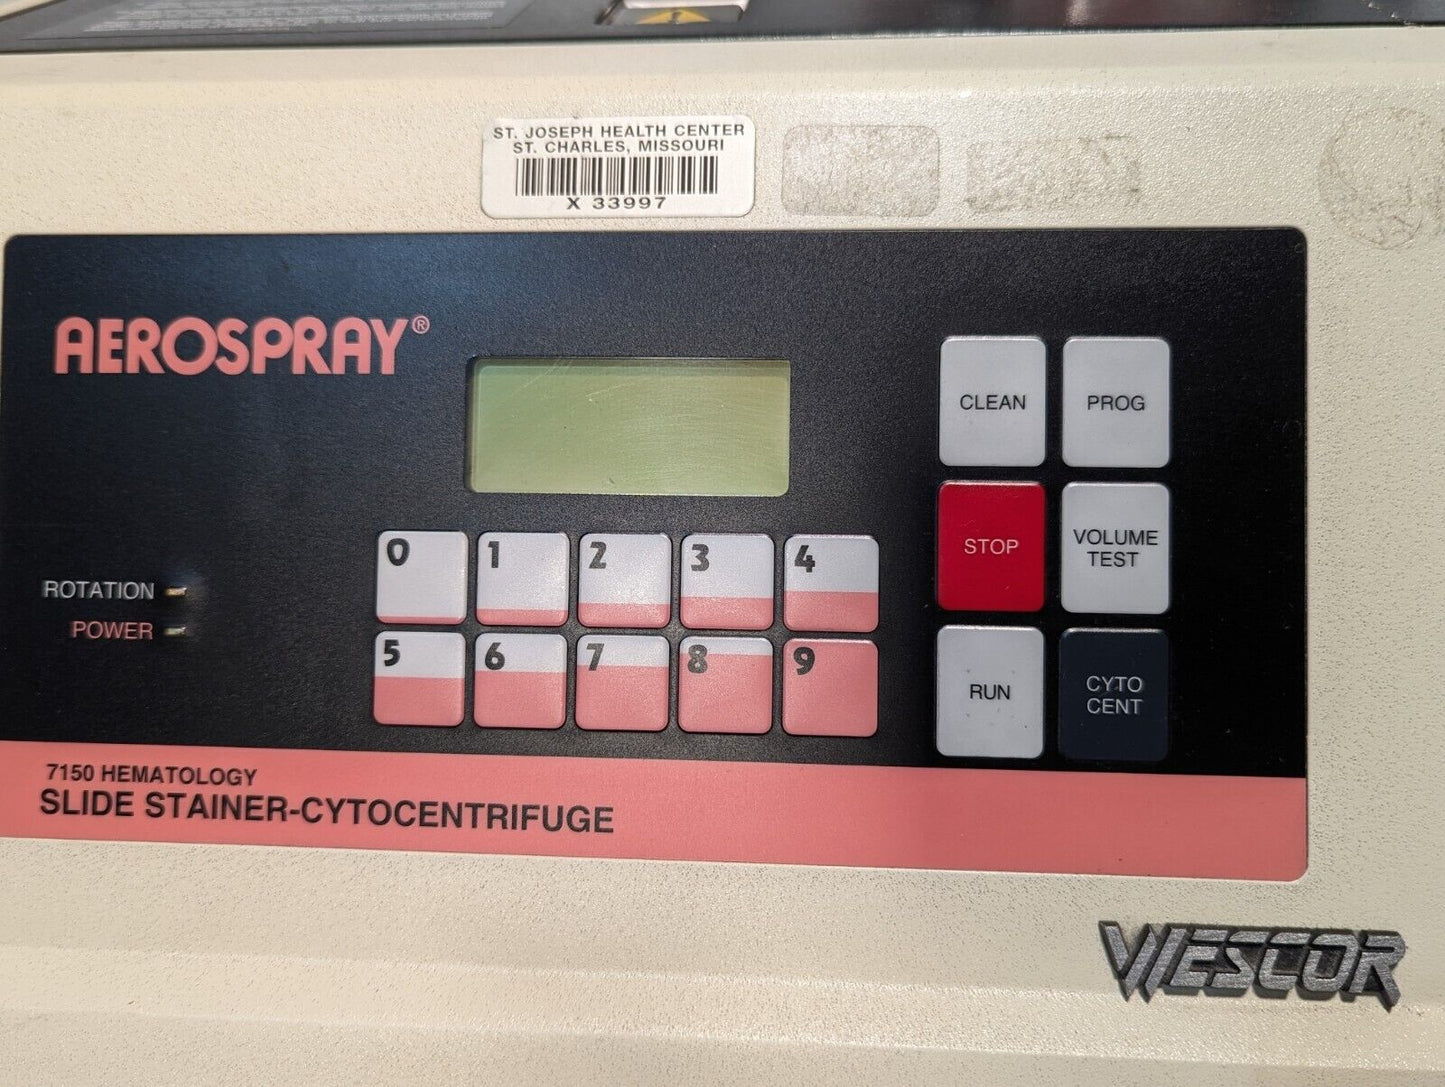 ST. JOSEPH HEALTH CENTER
ST. CHARLES, MISSOURI
X 33997
AEROSPRAY®
CLEAN
PROG
STOP
VOLUME
TEST
RUN
CYTO
CENT
0 1 2 3 4
5 6 7 8 9
ROTATION
POWER
7150 HEMATOLOGY
SLIDE STAINER-CYTOCENTRIFUGE
WESCOR